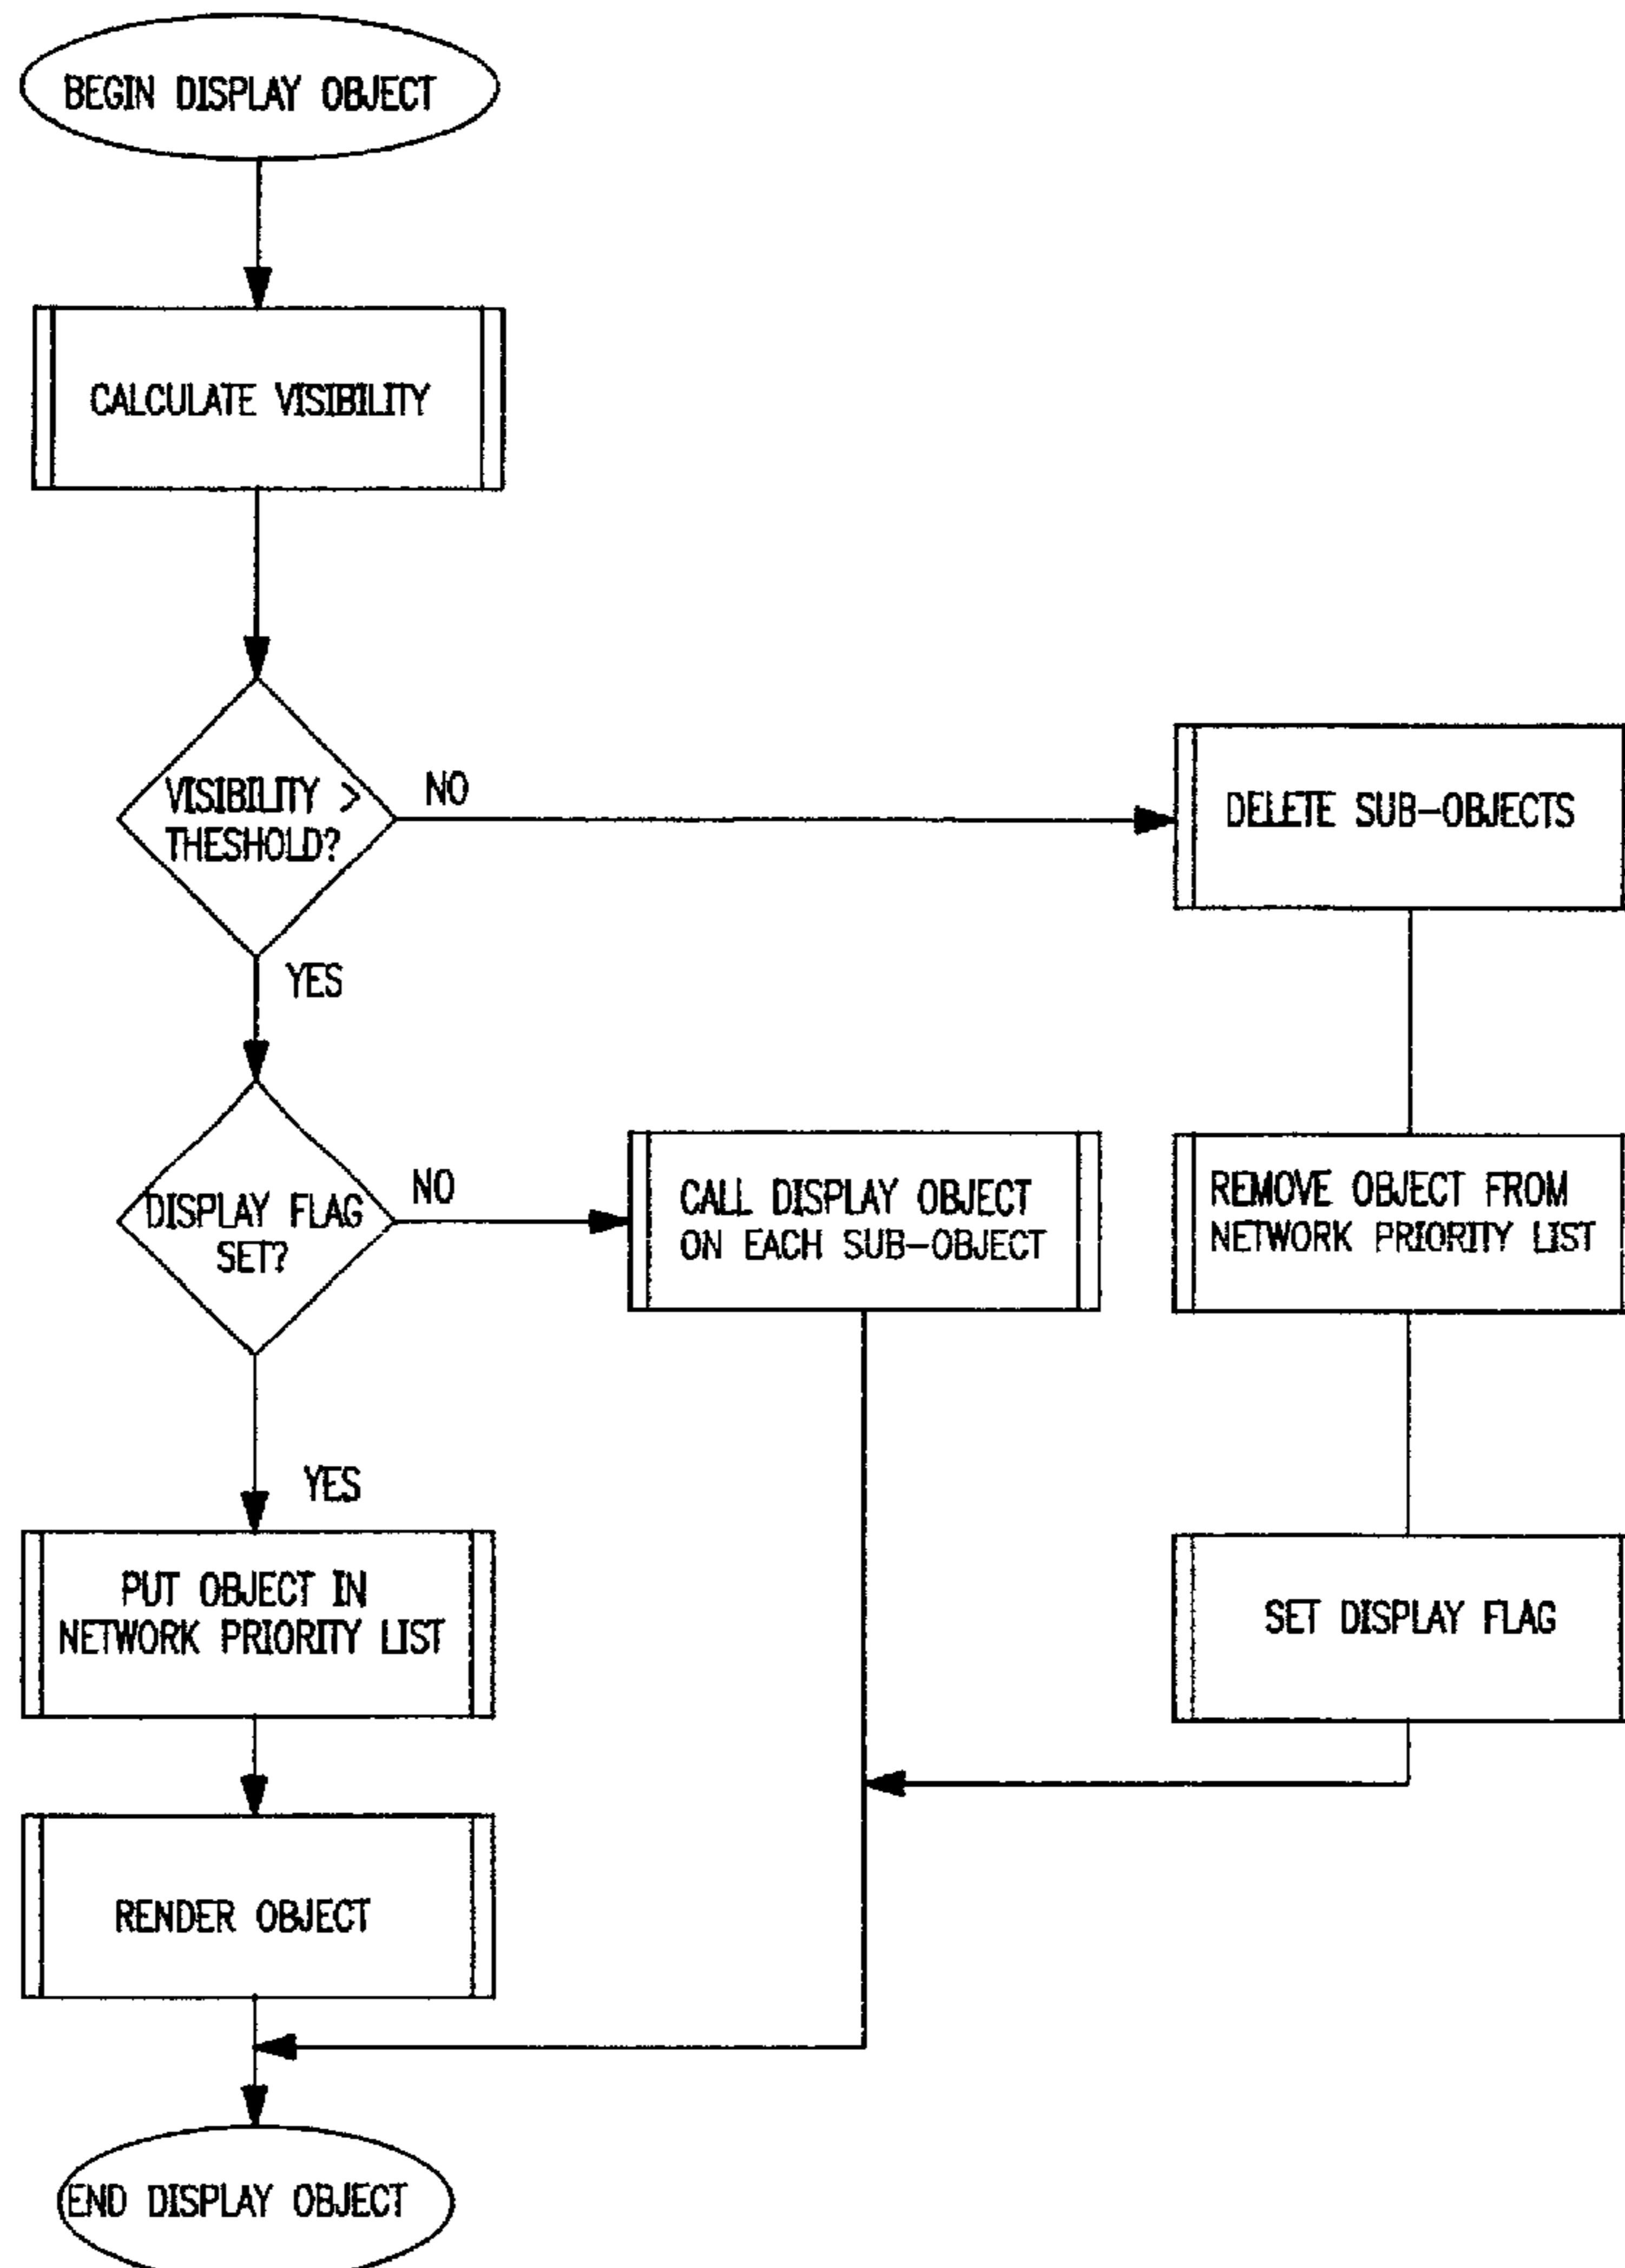 BEGIN DISPLAY OBJECT
CALCULATE VISIBILITY
VISIBILITY >
THESHOLD?
NO
DELETE SUB-OBJECTS
YES
DISPLAY FLAG
SET?
NO
CALL DISPLAY OBJECT
ON EACH SUB-OBJECT
REMOVE OBJECT FROM
NETWORK PRIORITY LIST
YES
PUT OBJECT IN
NETWORK PRIORITY LIST
SET DISPLAY FLAG
RENDER OBJECT
END DISPLAY OBJECT